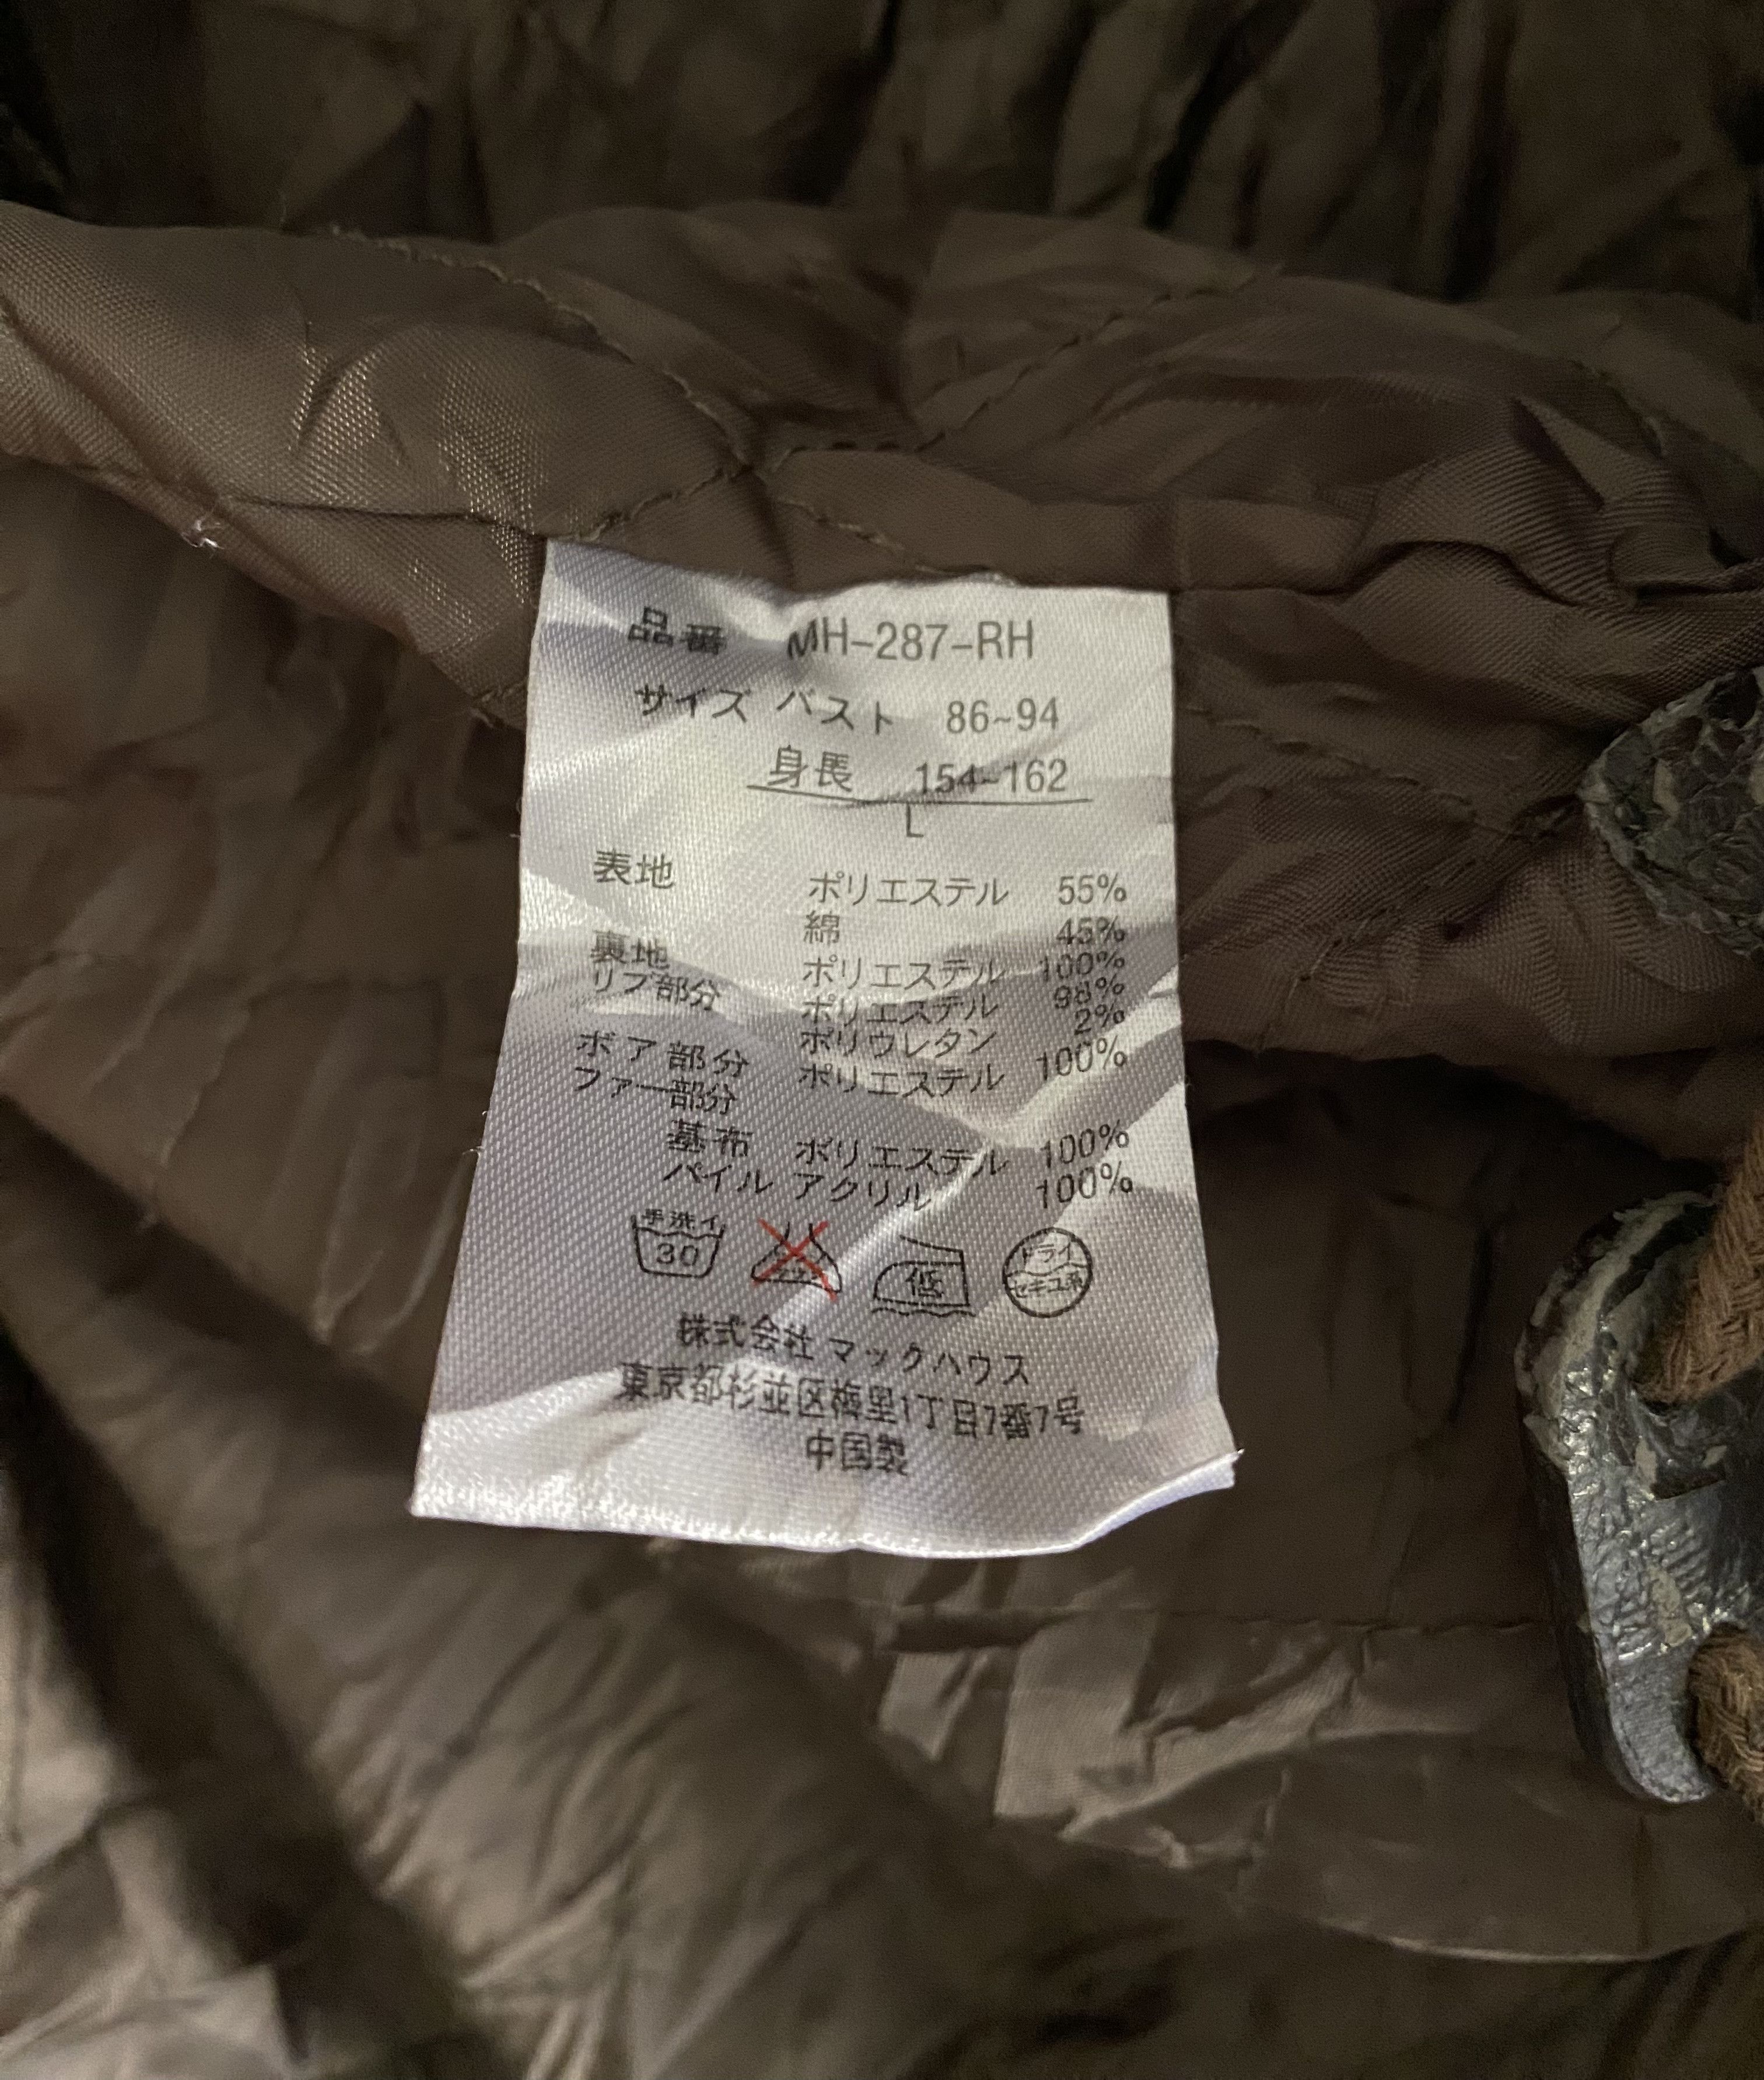 品番 MH-287-RH
サイズ バスト 86~94
身長 154~162
L
表地 ポリエステル 55%
綿 45%
裏地 ポリエステル 100%
リブ部分 ポリエステル 98%
ポリウレタン 2%
ボア部分 ポリエステル 100%
ファー部分
基布 ポリエステル 100%
パイル アクリル 100%
手洗イ 30
低
ドライ
セキユ系
株式会社 マックハウス
東京都杉並区梅里1丁目7番7号
中国製